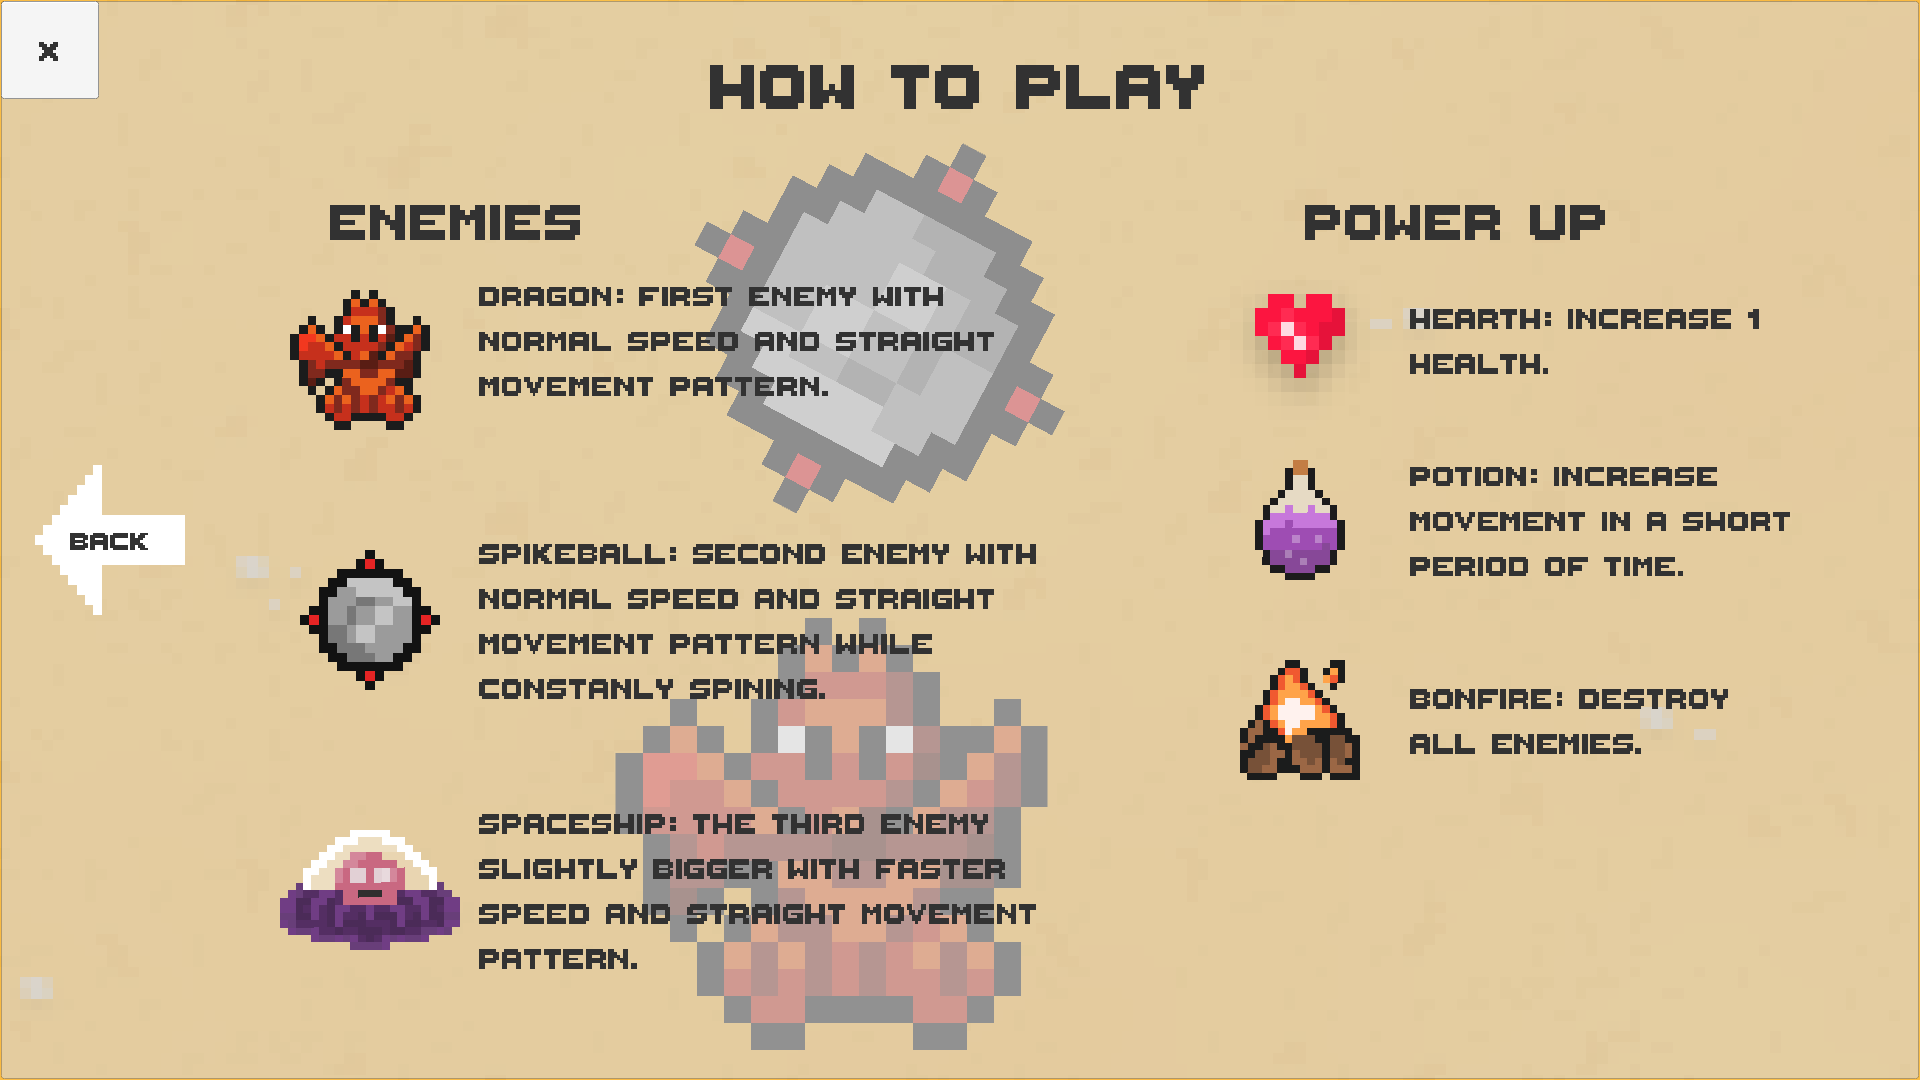 X
HOW TO PLAY
ENEMIES
DRAGON: FIRST ENEMY WITH
NORMAL SPEED AND STRAIGHT
MOVEMENT PATTERN.
SPIKEBALL: SECOND ENEMY WITH
NORMAL SPEED AND STRAIGHT
MOVEMENT PATTERN WHILE
CONSTANLY SPINING.
SPACESHIP: THE THIRD ENEMY
SLIGHTLY BIGGER WITH FASTER
SPEED AND STRAIGHT MOVEMENT
PATTERN.
POWER UP
HEARTH: INCREASE 1
HEALTH.
POTION: INCREASE
MOVEMENT IN A SHORT
PERIOD OF TIME.
BONFIRE: DESTROY
ALL ENEMIES.
BACK